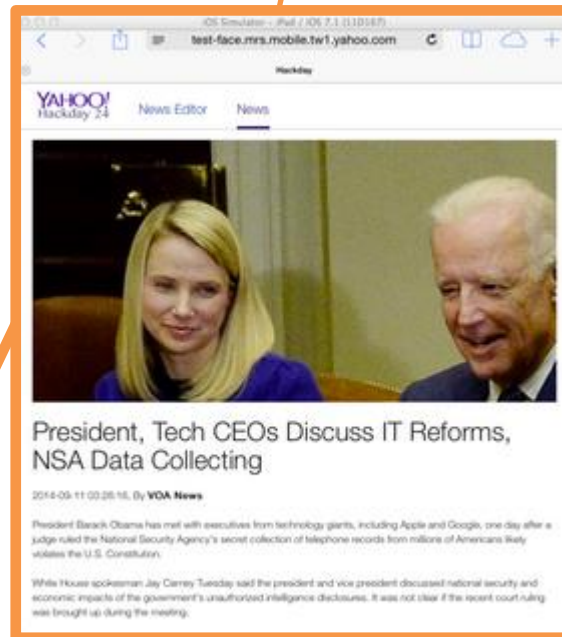 iOS Simulator - iPad / iOS 7.1 (11D167)
test-face.mrs.mobile.tw1.yahoo.com
Hackday
YAHOO!
Hackday 24
News Editor
News
President, Tech CEOs Discuss IT Reforms,
NSA Data Collecting
2014-09-11 03:26:16, By VOA News
President Barack Obama has met with executives from technology giants, including Apple and Google, one day after a
judge ruled the National Security Agency's secret collection of telephone records from millions of Americans likely
violates the U.S. Constitution.
White House spokesman Jay Carney Tuesday said the president and vice president discussed national security and
economic impacts of the government's unauthorized intelligence disclosures. It was not clear if the recent court ruling
was brought up during the meeting.